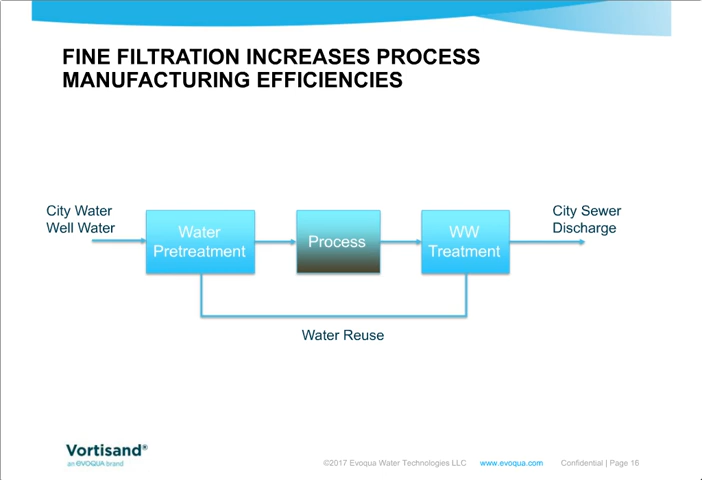 FINE FILTRATION INCREASES PROCESS
MANUFACTURING EFFICIENCIES
City Water
Well Water
Water
Pretreatment
Process
WW
Treatment
City Sewer
Discharge
Water Reuse
Vortisand®
an evoqua brand
©2017 Evoqua Water Technologies LLC www.evoqua.com Confidential | Page 16